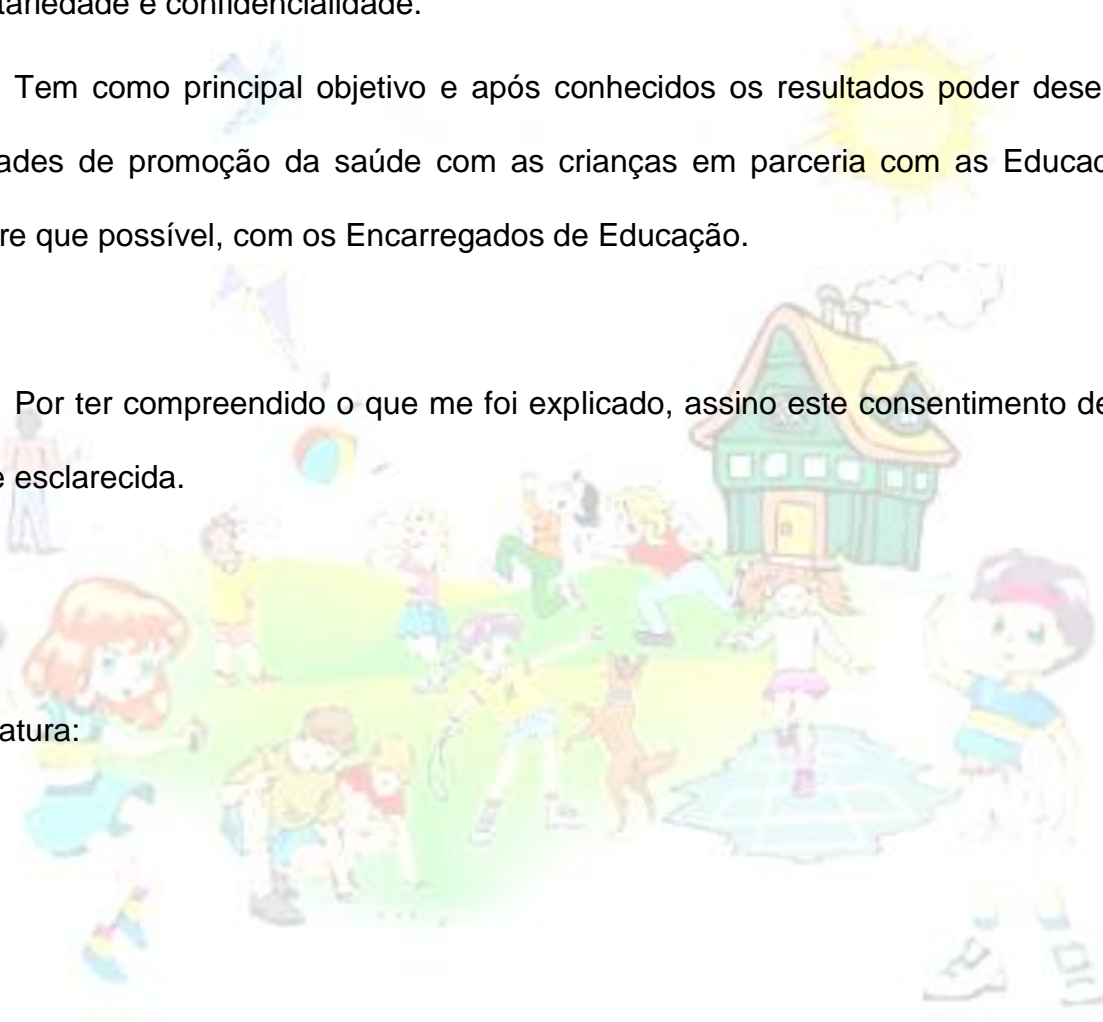 tariedade e confidencialidade.
Tem como principal objetivo e após conhecidos os resultados poder dese
ades de promoção da saúde com as crianças em parceria com as Educac
re que possível, com os Encarregados de Educação.
Por ter compreendido o que me foi explicado, assino este consentimento de
e esclarecida.
atura: